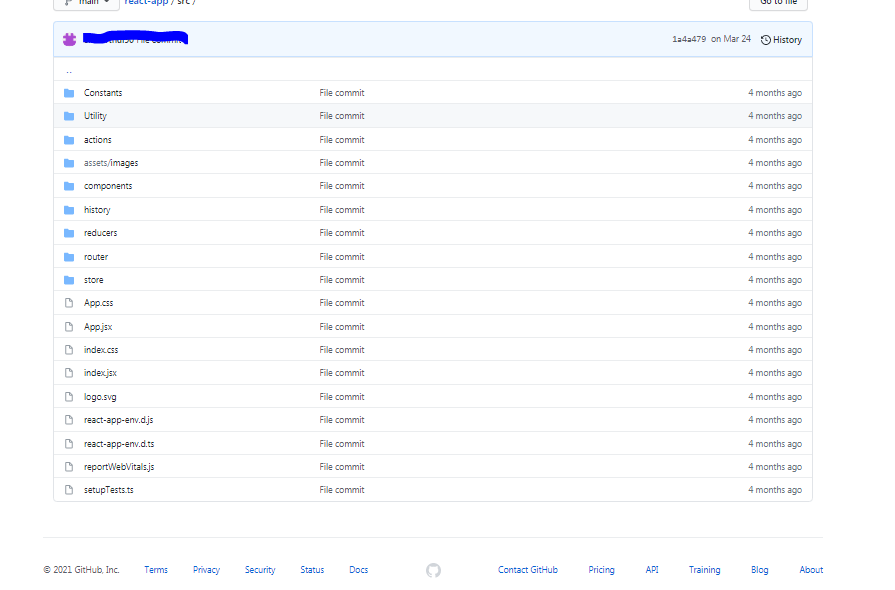 main
react-app / src /
Go to file
File commit
1a4a479 on Mar 24 History
..
Constants File commit 4 months ago
Utility File commit 4 months ago
actions File commit 4 months ago
assets/images File commit 4 months ago
components File commit 4 months ago
history File commit 4 months ago
reducers File commit 4 months ago
router File commit 4 months ago
store File commit 4 months ago
App.css File commit 4 months ago
App.jsx File commit 4 months ago
index.css File commit 4 months ago
index.jsx File commit 4 months ago
logo.svg File commit 4 months ago
react-app-env.d.js File commit 4 months ago
react-app-env.d.ts File commit 4 months ago
reportWebVitals.js File commit 4 months ago
setupTests.ts File commit 4 months ago
© 2021 GitHub, Inc. Terms Privacy Security Status Docs Contact GitHub Pricing API Training Blog About